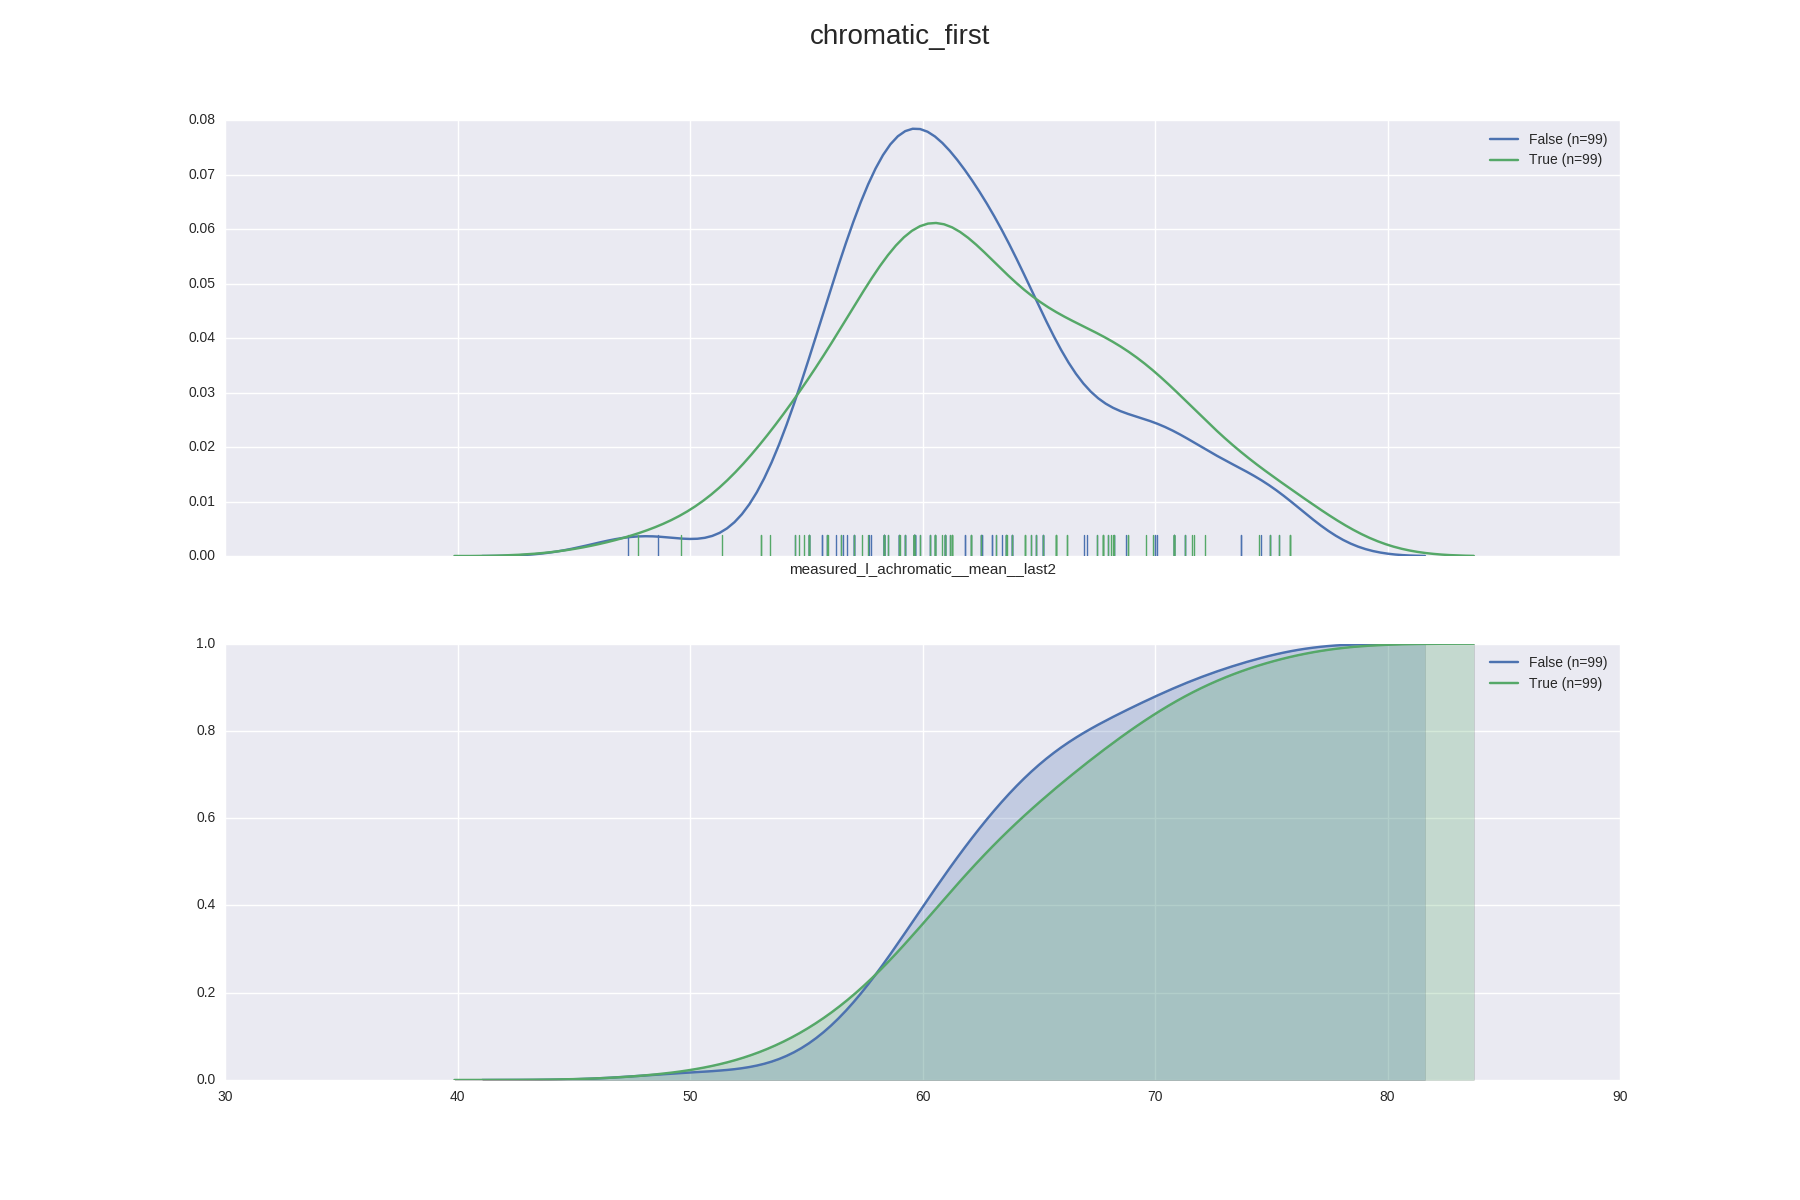 chromatic_first
0.08
0.07
0.06
0.05
0.04
0.03
0.02
0.01
0.00
False (n=99)
True (n=99)
measured_l_achromatic__mean__last2
1.0
0.8
0.6
0.4
0.2
0.0
False (n=99)
True (n=99)
30 40 50 60 70 80 90